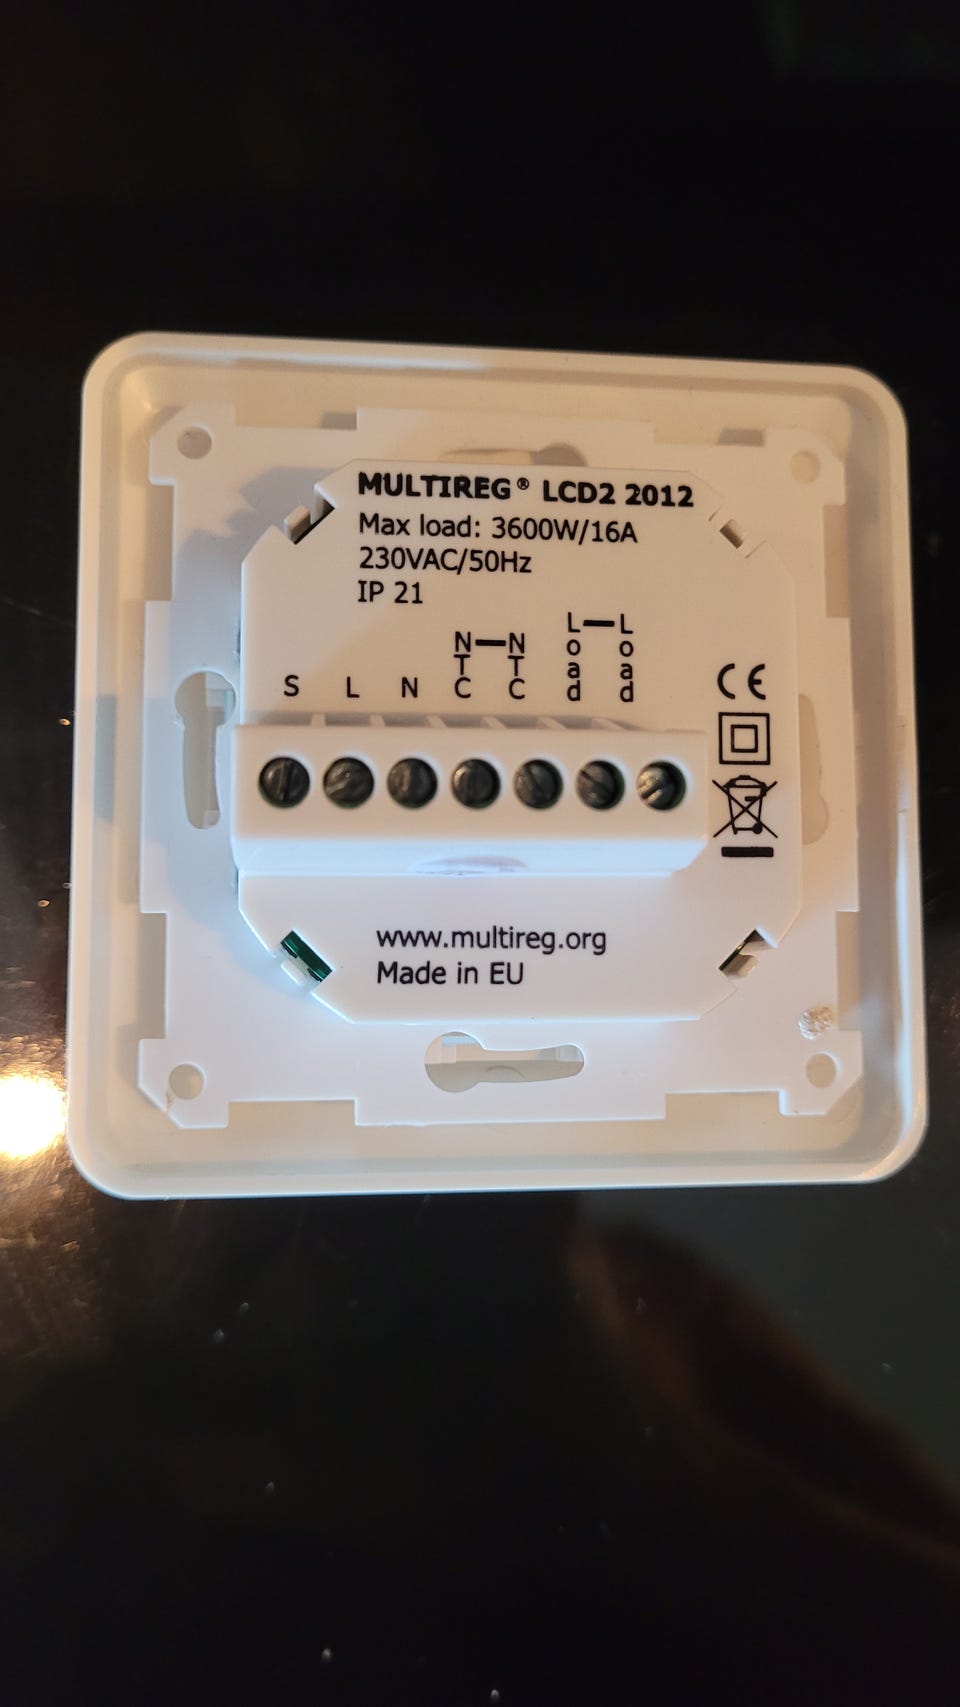 MULTIREG® LCD2 2012
Max load: 3600W/16A
230VAC/50Hz
IP 21
S L N NTC—NTC Load—Load
CE
www.multireg.org
Made in EU